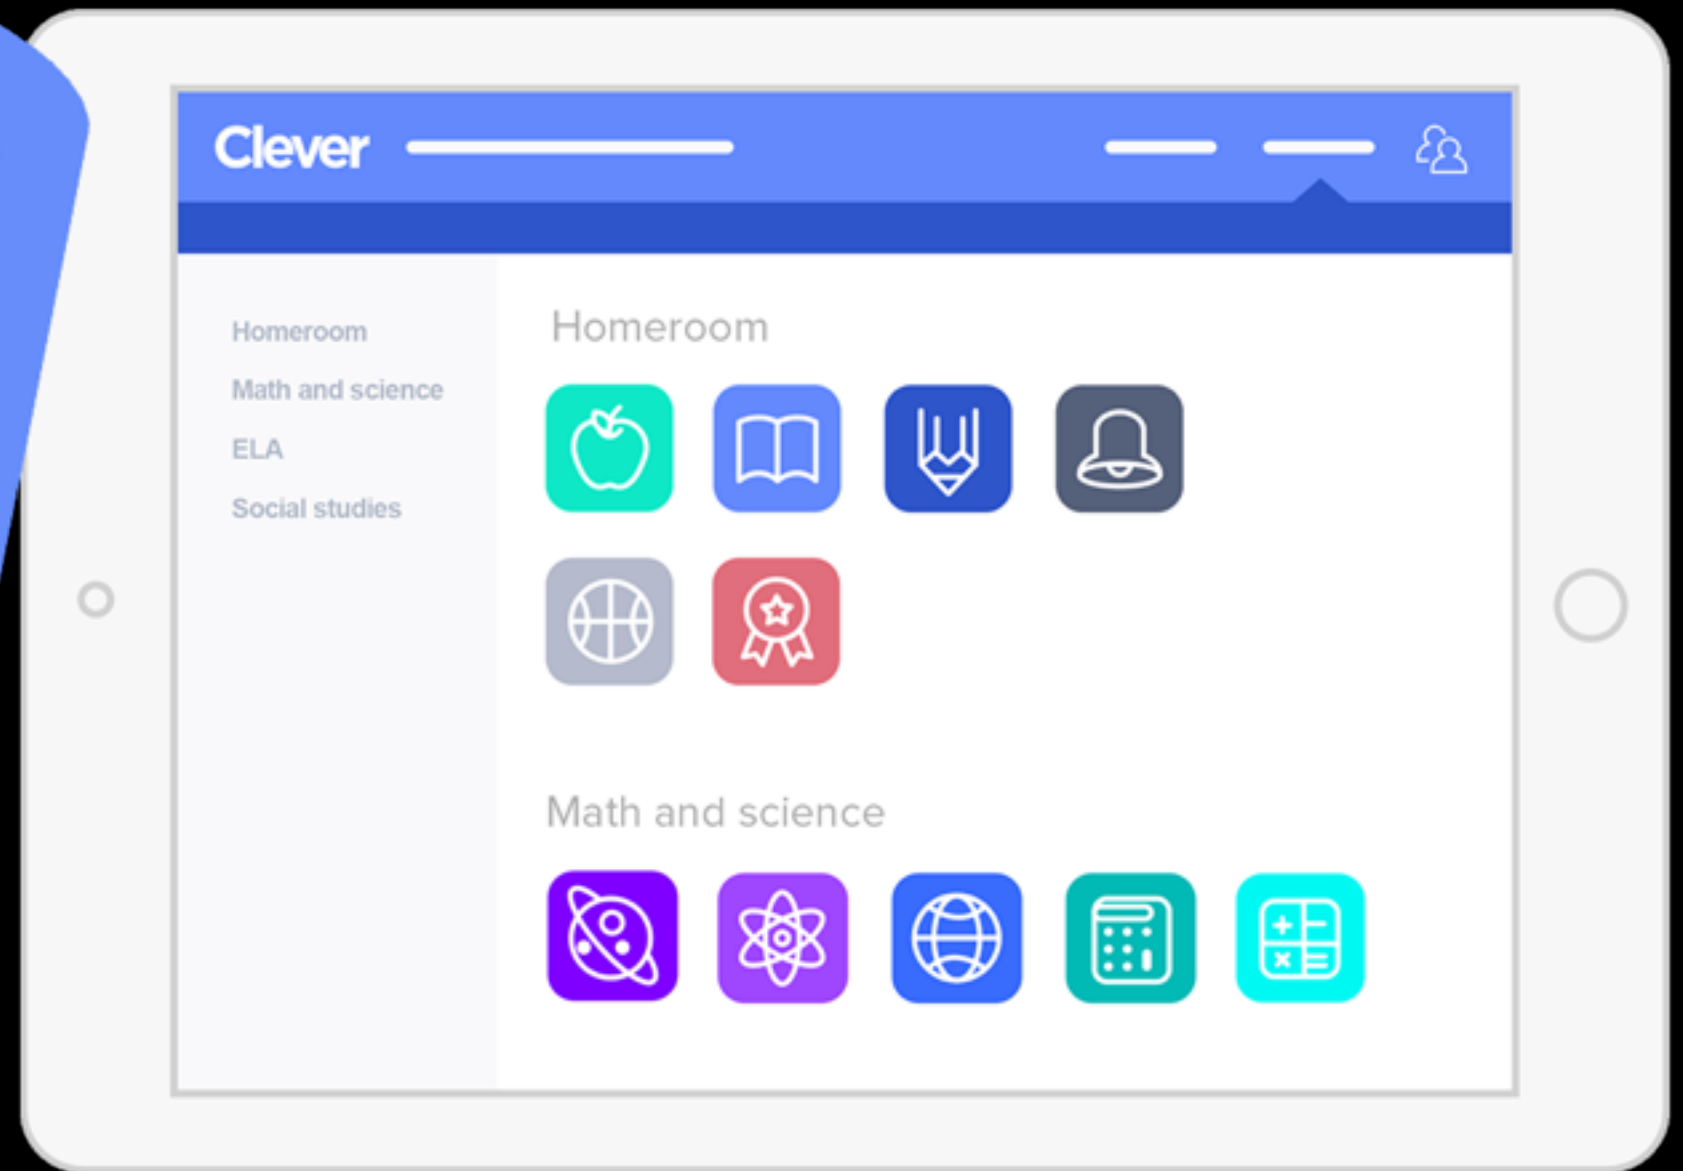 Clever
Homeroom
Math and science
ELA
Social studies
Homeroom
Math and science